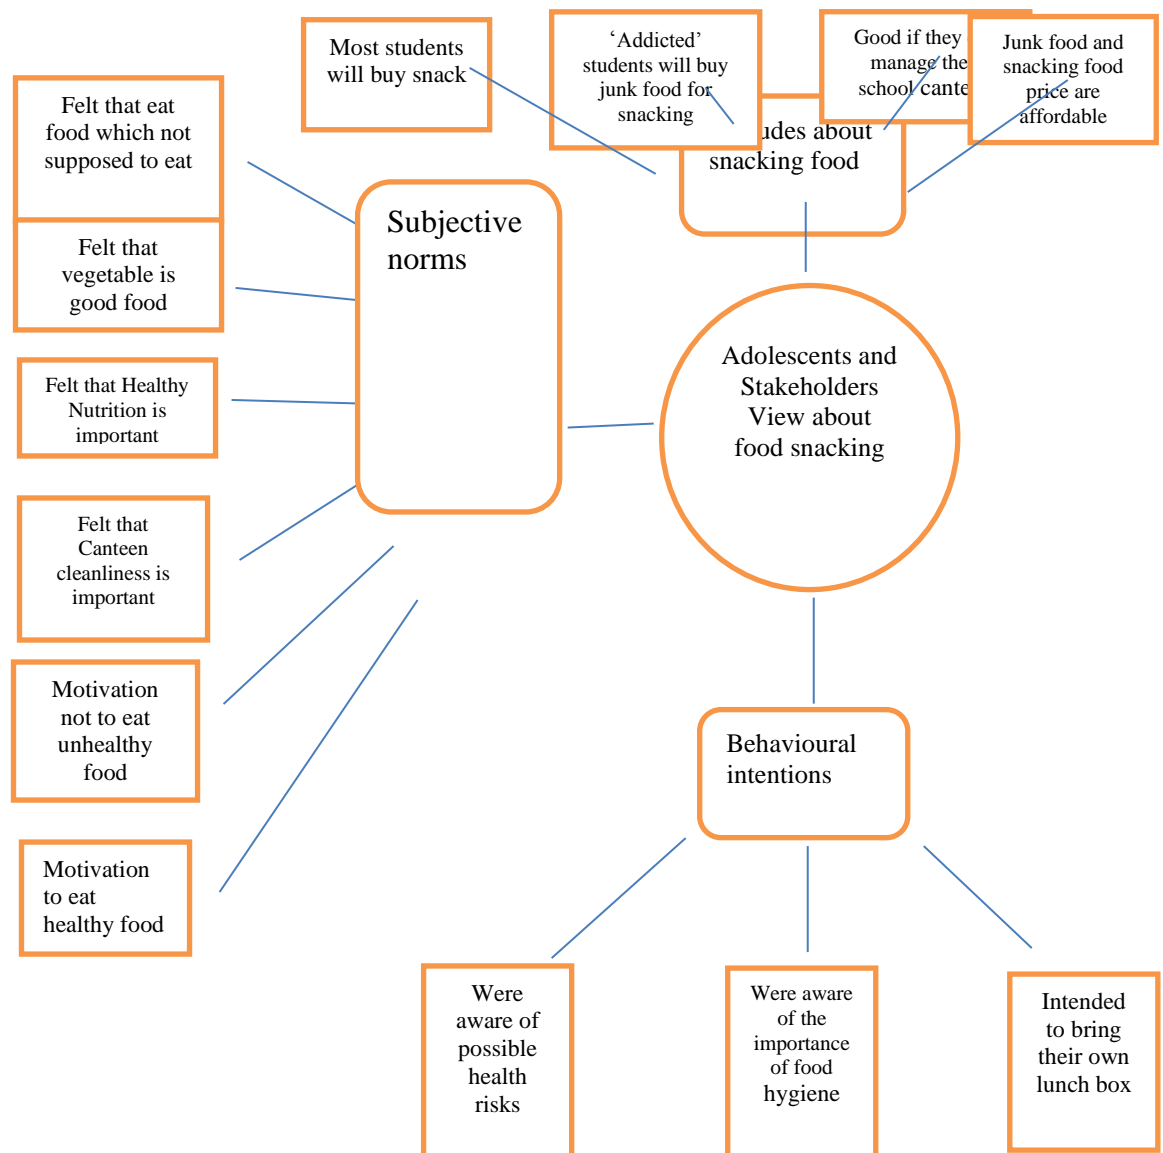 Most students
will buy snack
‘Addicted’
students will buy
junk food for
snacking
Good if they
manage the
school cante
Junk food and
snacking food
price are
affordable
udes about
snacking food
Felt that eat
food which not
supposed to eat
Felt that
vegetable is
good food
Felt that Healthy
Nutrition is
important
Felt that
Canteen
cleanliness is
important
Motivation
not to eat
unhealthy
food
Motivation
to eat
healthy food
Subjective
norms
Adolescents and
Stakeholders
View about
food snacking
Behavioural
intentions
Were
aware of
possible
health
risks
Were aware
of the
importance
of food
hygiene
Intended
to bring
their own
lunch box